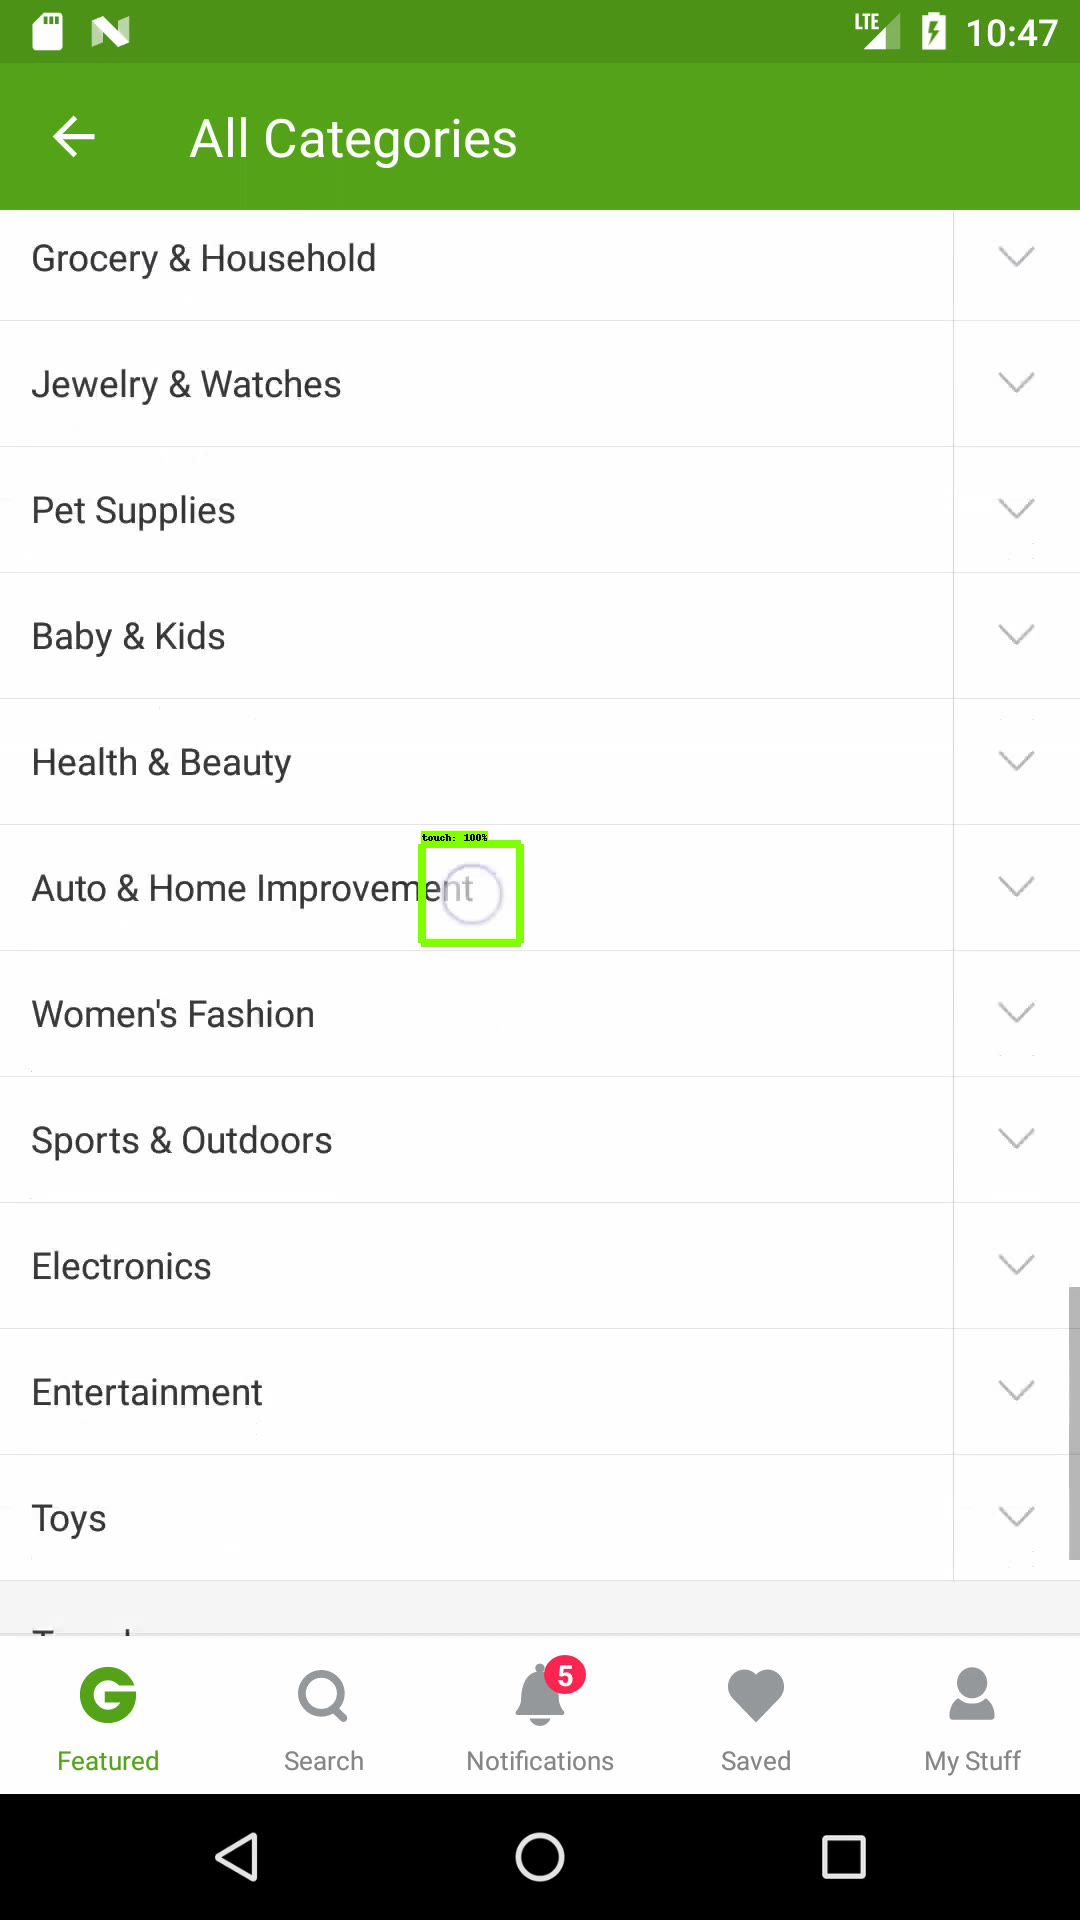 LTE 10:47
All Categories
Grocery & Household
Jewelry & Watches
Pet Supplies
Baby & Kids
Health & Beauty
touch: 100%
Auto & Home Improvement
Women's Fashion
Sports & Outdoors
Electronics
Entertainment
Toys
5
Featured Search Notifications Saved My Stuff